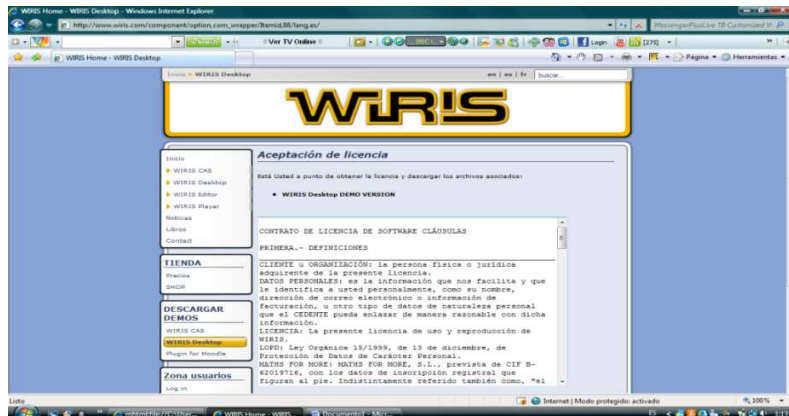 WIRIS Home - WIRIS Desktop - Windows Internet Explorer
http://www.wiris.com/component/option,com_wrapper/Itemid,88/lang,es/
MessengerPlusLive TB Customized W
Ver TV Online
Login
[275]
WIRIS Home - WIRIS Desktop
Página
Herramientas
Inicio WIRIS Desktop
en | es | fr
buscar...
WIRIS
Inicio
WIRIS CAS
WIRIS Desktop
WIRIS Editor
WIRIS Player
Noticias
Libros
Contact
TIENDA
Precios
SHOP
DESCARGAR
DEMOS
WIRIS CAS
WIRIS Desktop
Plugin for Moodle
Zona usuarios
Log in
Aceptación de licencia
Está Usted a punto de obtener la licencia y descargar los archivos asociados:
• WIRIS Desktop DEMO VERSION
CONTRATO DE LICENCIA DE SOFTWARE CLÁUSULAS
PRIMERA.- DEFINICIONES
CLIENTE u ORGANIZACIÓN: la persona física o jurídica
adquirente de la presente licencia.
DATOS PERSONALES: es la información que nos facilita y que
le identifica a usted personalmente, como su nombre,
dirección de correo electrónico o información de
facturación, u otro tipo de datos de naturaleza personal
que el CEDENTE pueda enlazar de manera razonable con dicha
información.
LICENCIA: La presente licencia de uso y reproducción de
WIRIS.
LOPD: Ley Orgánica 15/1999, de 13 de diciembre, de
Protección de Datos de Carácter Personal.
MATHS FOR MORE: MATHS FOR MORE, S.L., prevista de CIF B-
62019716, con los datos de inscripción registral que
figuran al pie. Indistintamente referido también como, "el
Listo
Internet | Modo protegido: activado
100%
WIRIS Home - WIRIS...
Documento1 - Micr...
ES